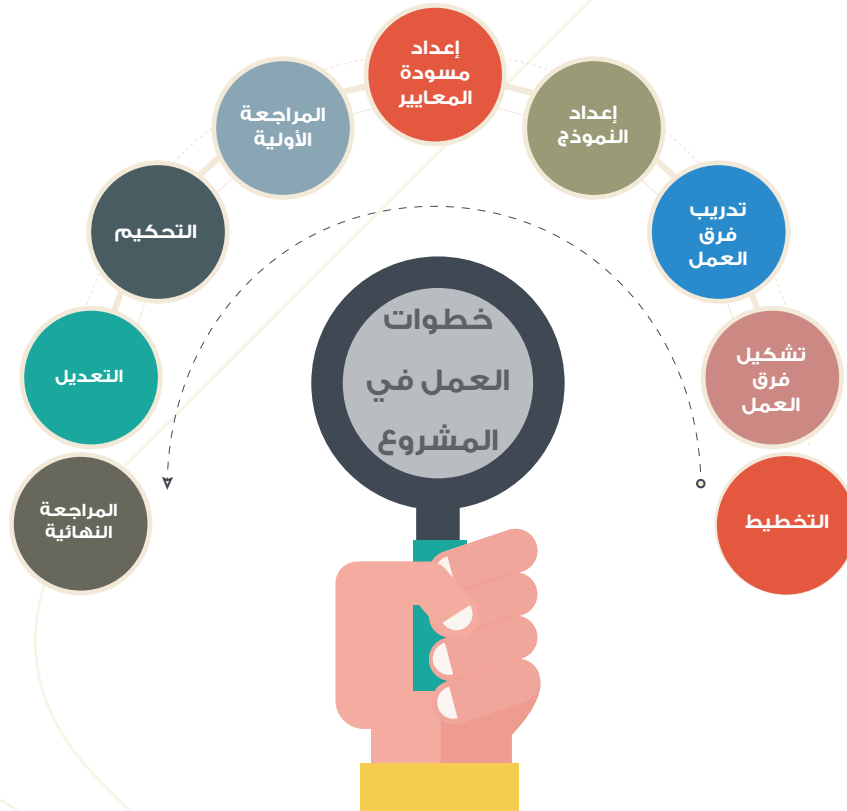 خطوات
العمل في
المشروع
التخطيط
تشكيل
فرق
العمل
تدريب
فرق
العمل
إعداد
النموذج
إعداد
مسودة
المعايير
المراجعة
الأولية
التحكيم
التعديل
المراجعة
النهائية